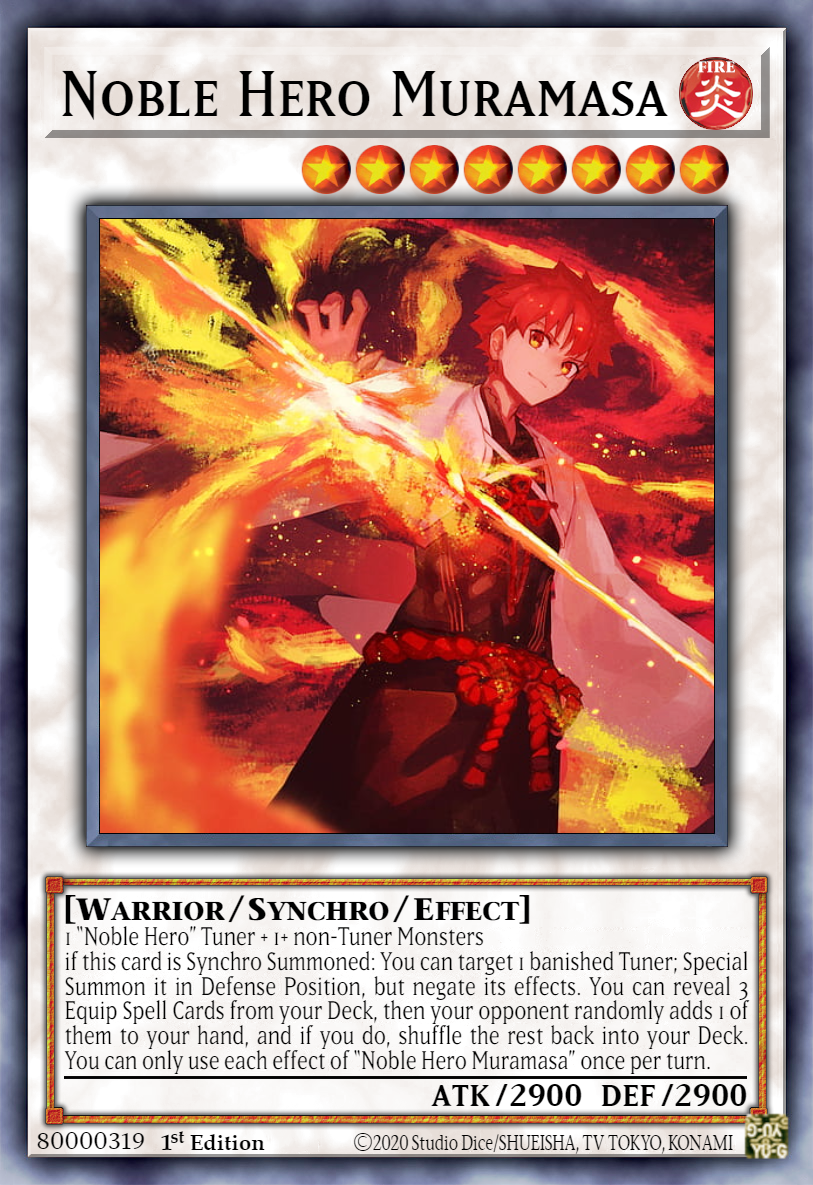 Noble Hero Muramasa
FIRE
炎
[Warrior/Synchro/Effect]
1 "Noble Hero" Tuner + 1+ non-Tuner Monsters
if this card is Synchro Summoned: You can target 1 banished Tuner; Special
Summon it in Defense Position, but negate its effects. You can reveal 3
Equip Spell Cards from your Deck, then your opponent randomly adds 1 of
them to your hand, and if you do, shuffle the rest back into your Deck.
You can only use each effect of "Noble Hero Muramasa" once per turn.
ATK/2900 DEF/2900
80000319 1st Edition ©2020 Studio Dice/SHUEISHA, TV TOKYO, KONAMI